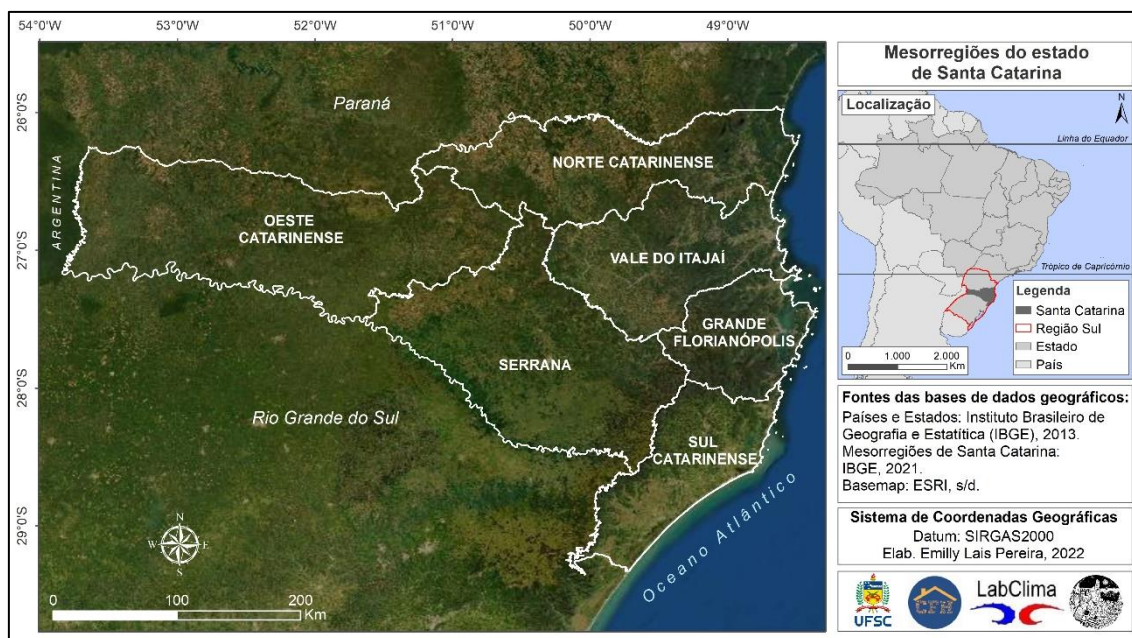 54°0'W
53°0'W
52°0'W
51°0'W
50°0'W
49°0'W
26°0'S
27°0'S
28°0'S
29°0'S
Paraná
ARGENTINA
NORTE CATARINENSE
OESTE
CATARINENSE
VALE DO ITAJAÍ
GRANDE
FLORIANÓPOLIS
SERRANA
Rio Grande do Sul
SUL
CATARINENSE
Oceano Atlântico
N
W
E
S
0
100
200
Km
Mesorregiões do estado
de Santa Catarina
Localização
N
Linha do Equador
Trópico de Capricórnio
Legenda
Santa Catarina
Região Sul
Estado
País
0
1.000
2.000
Km
Fontes das bases de dados geográficos:
Países e Estados: Instituto Brasileiro de
Geografia e Estatítica (IBGE), 2013.
Mesorregiões de Santa Catarina:
IBGE, 2021.
Basemap: ESRI, s/d.
Sistema de Coordenadas Geográficas
Datum: SIRGAS2000
Elab. Emilly Lais Pereira, 2022
UFSC
CFH
LabClima